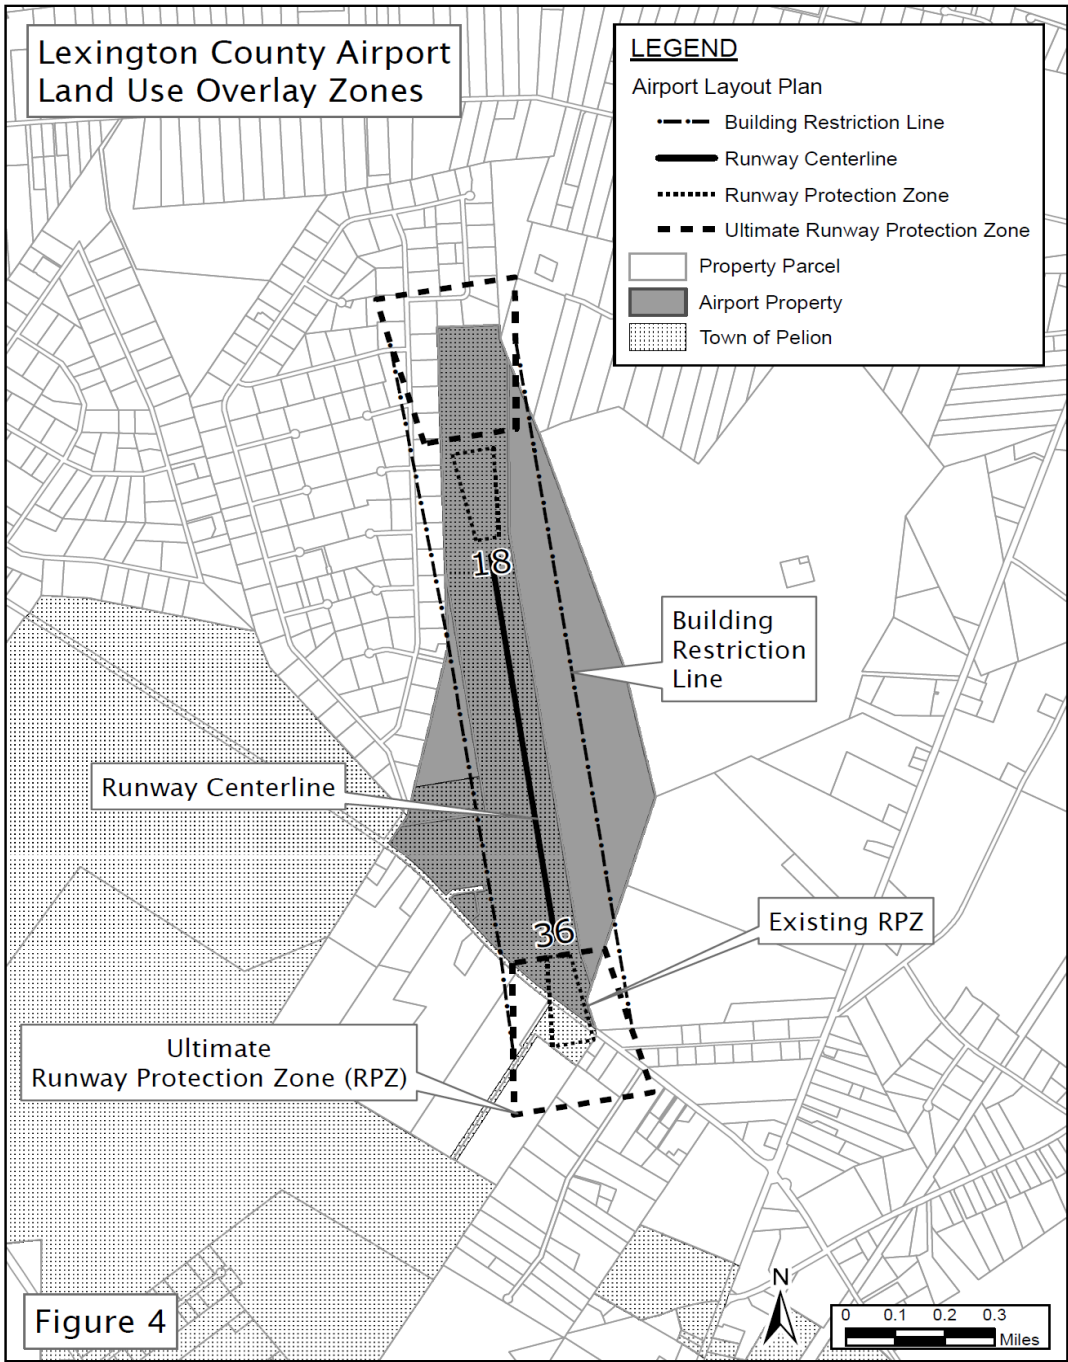 Lexington County Airport
Land Use Overlay Zones
LEGEND
Airport Layout Plan
Building Restriction Line
Runway Centerline
Runway Protection Zone
Ultimate Runway Protection Zone
Property Parcel
Airport Property
Town of Pelion
18
Building
Restriction
Line
Runway Centerline
36
Existing RPZ
Ultimate
Runway Protection Zone (RPZ)
Figure 4
N
0 0.1 0.2 0.3
Miles